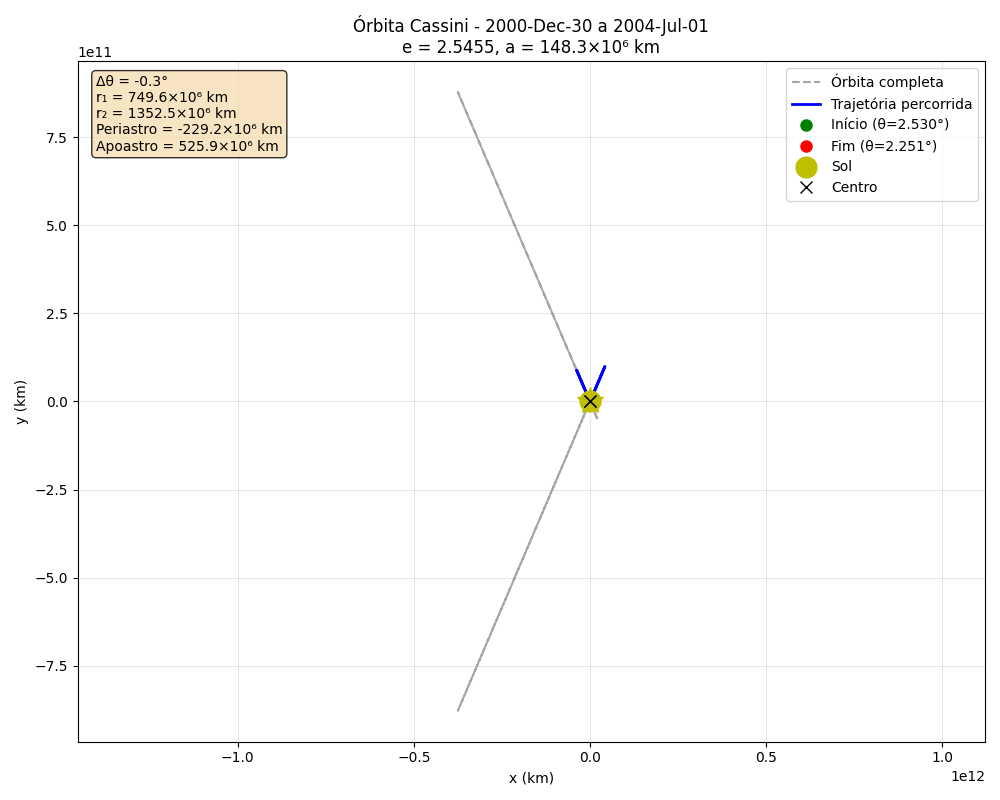 Órbita Cassini - 2000-Dec-30 a 2004-Jul-01
e = 2.5455, a = 148.3×10⁶ km
1e11
Δθ = -0.3°
r₁ = 749.6×10⁶ km
r₂ = 1352.5×10⁶ km
Periastro = -229.2×10⁶ km
Apoastro = 525.9×10⁶ km
Órbita completa
Trajetória percorrida
Início (θ=2.530°)
Fim (θ=2.251°)
Sol
Centro
7.5
5.0
2.5
0.0
−2.5
−5.0
−7.5
y (km)
−1.0
−0.5
0.0
0.5
1.0
1e12
x (km)